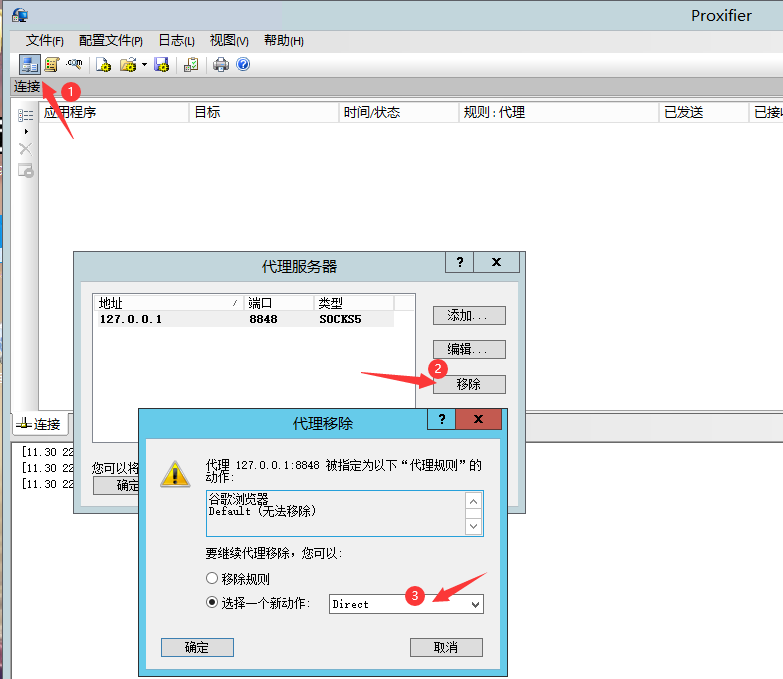 Proxifier
文件(F) 配置文件(P) 日志(L) 视图(V) 帮助(H)
.com
连接 1
应用程序 目标 时间/状态 规则 : 代理 已发送 已接收
代理服务器 ? x
地址 / 端口 类型
127.0.0.1 8848 SOCKS5
添加...
编辑...
2
移除
连接
[11.30 22
[11.30 22
[11.30 22
您可以将
确定
代理移除 ? x
代理 127.0.0.1:8848 被指定为以下“代理规则”的
动作:
谷歌浏览器
Default (无法移除)
要继续代理移除，您可以:
移除规则
选择一个新动作: Direct 3
确定 取消